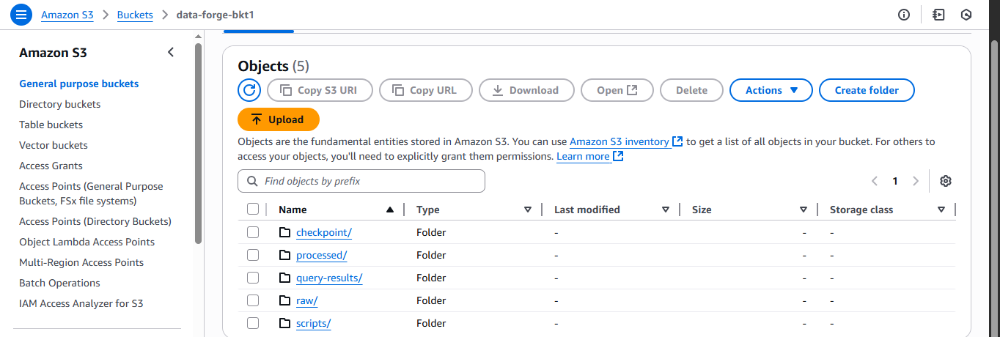 Amazon S3 > Buckets > data-forge-bkt1
Amazon S3
General purpose buckets
Directory buckets
Table buckets
Vector buckets
Access Grants
Access Points (General Purpose
Buckets, FSx file systems)
Access Points (Directory Buckets)
Object Lambda Access Points
Multi-Region Access Points
Batch Operations
IAM Access Analyzer for S3
Objects (5)
Copy S3 URI Copy URL Download Open Delete Actions Create folder
Upload
Objects are the fundamental entities stored in Amazon S3. You can use Amazon S3 inventory to get a list of all objects in your bucket. For others to
access your objects, you'll need to explicitly grant them permissions. Learn more
Find objects by prefix 1
Name Type Last modified Size Storage class
checkpoint/ Folder - - -
processed/ Folder - - -
query-results/ Folder - - -
raw/ Folder - - -
scripts/ Folder - - -